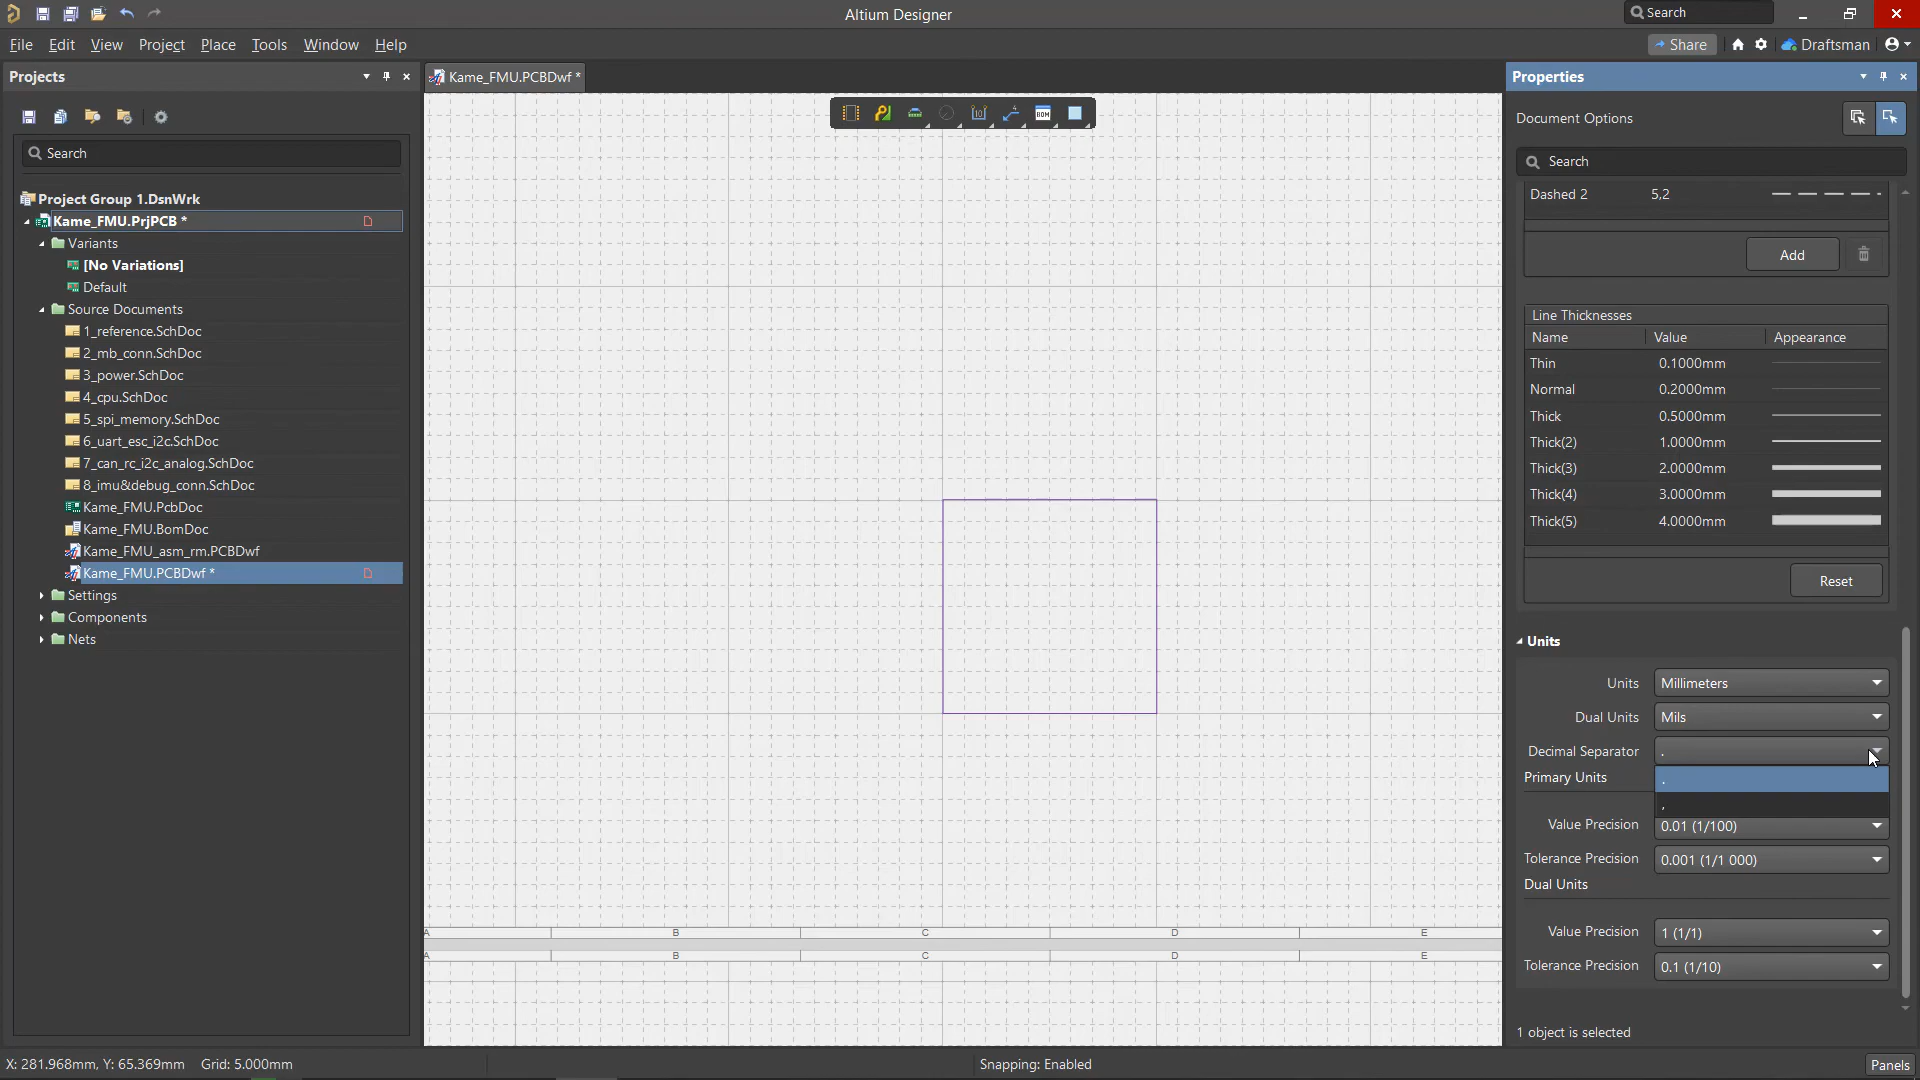 Altium Designer
Search
File Edit View Project Place Tools Window Help
Share
Draftsman
Projects
Search
Project Group 1.DsnWrk
Kame_FMU.PrjPCB *
Variants
[No Variations]
Default
Source Documents
1_reference.SchDoc
2_mb_conn.SchDoc
3_power.SchDoc
4_cpu.SchDoc
5_spi_memory.SchDoc
6_uart_esc_i2c.SchDoc
7_can_rc_i2c_analog.SchDoc
8_imu&debug_conn.SchDoc
Kame_FMU.PcbDoc
Kame_FMU.BomDoc
Kame_FMU_asm_rm.PCBDwf
Kame_FMU.PCBDwf *
Settings
Components
Nets
Kame_FMU.PCBDwf *
10
BOM
A B C D E
A B C D E
Properties
Document Options
Search
Dashed 2 5,2
Add
Line Thicknesses
Name Value Appearance
Thin 0.1000mm
Normal 0.2000mm
Thick 0.5000mm
Thick(2) 1.0000mm
Thick(3) 2.0000mm
Thick(4) 3.0000mm
Thick(5) 4.0000mm
Reset
Units
Units Millimeters
Dual Units Mils
Decimal Separator .
.
Primary Units
,
Value Precision 0.01 (1/100)
Tolerance Precision 0.001 (1/1 000)
Dual Units
Value Precision 1 (1/1)
Tolerance Precision 0.1 (1/10)
1 object is selected
X: 281.968mm, Y: 65.369mm Grid: 5.000mm
Snapping: Enabled
Panels